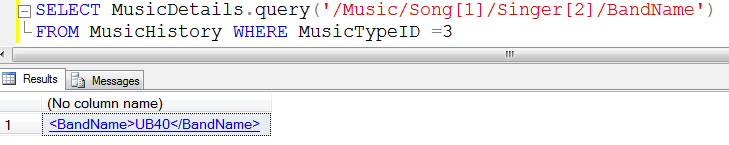 SELECT MusicDetails.query('/Music/Song[1]/Singer[2]/BandName')
FROM MusicHistory WHERE MusicTypeID =3
Results Messages
(No column name)
1 <BandName>UB40</BandName>